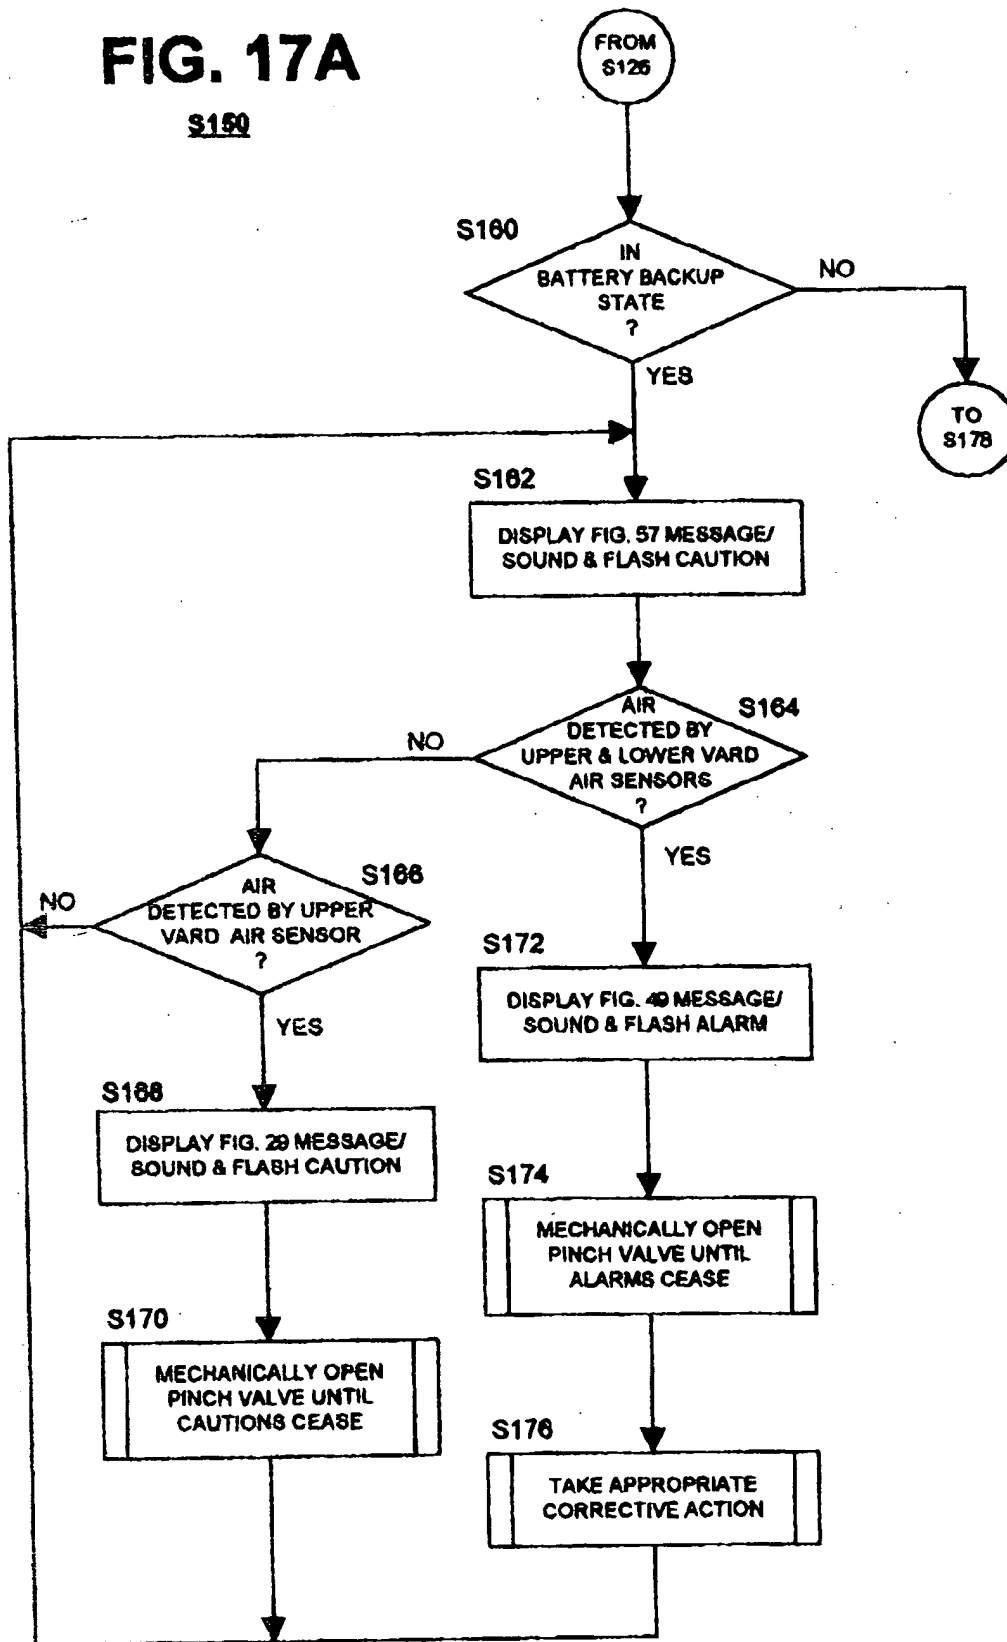 FIG. 17A
S150
FROM
S126
S160
IN
BATTERY BACKUP
STATE
?
NO
YES
TO
S178
S162
DISPLAY FIG. 57 MESSAGE/
SOUND & FLASH CAUTION
S164
AIR
DETECTED BY
UPPER & LOWER VARD
AIR SENSORS
?
NO
YES
S166
AIR
DETECTED BY UPPER
VARD AIR SENSOR
?
NO
YES
S172
DISPLAY FIG. 49 MESSAGE/
SOUND & FLASH ALARM
S168
DISPLAY FIG. 29 MESSAGE/
SOUND & FLASH CAUTION
S174
MECHANICALLY OPEN
PINCH VALVE UNTIL
ALARMS CEASE
S170
MECHANICALLY OPEN
PINCH VALVE UNTIL
CAUTIONS CEASE
S176
TAKE APPROPRIATE
CORRECTIVE ACTION